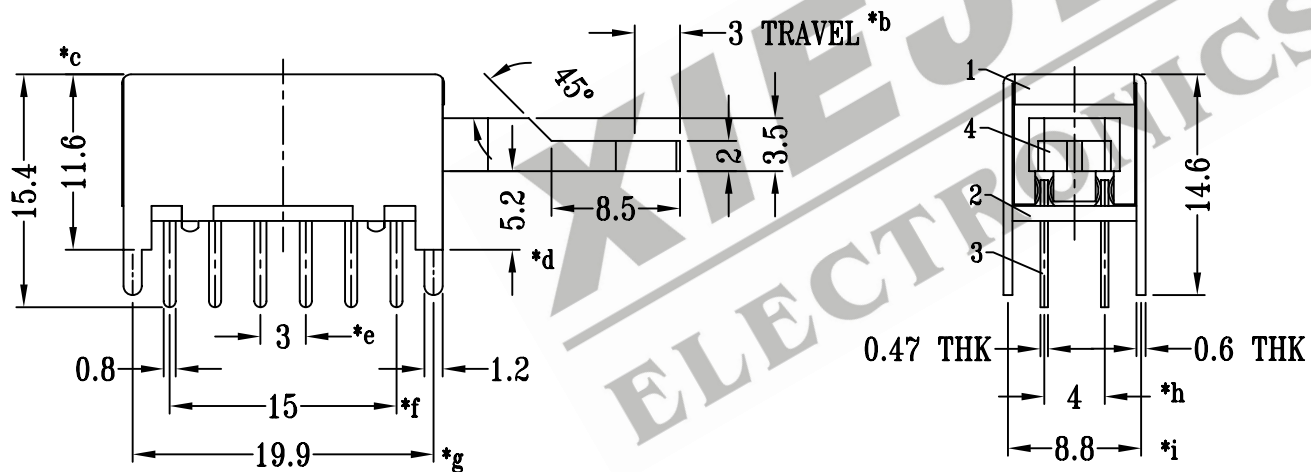 3 TRAVEL *b
*c
45°
1
4
15.4
11.6
2
3.5
14.6
5.2
8.5
2
*d
3
3
*e
0.47 THK
0.6 THK
0.8
1.2
15
*f
4
*h
19.9
*g
8.8
*i
XIEJ
ELECTRONICS